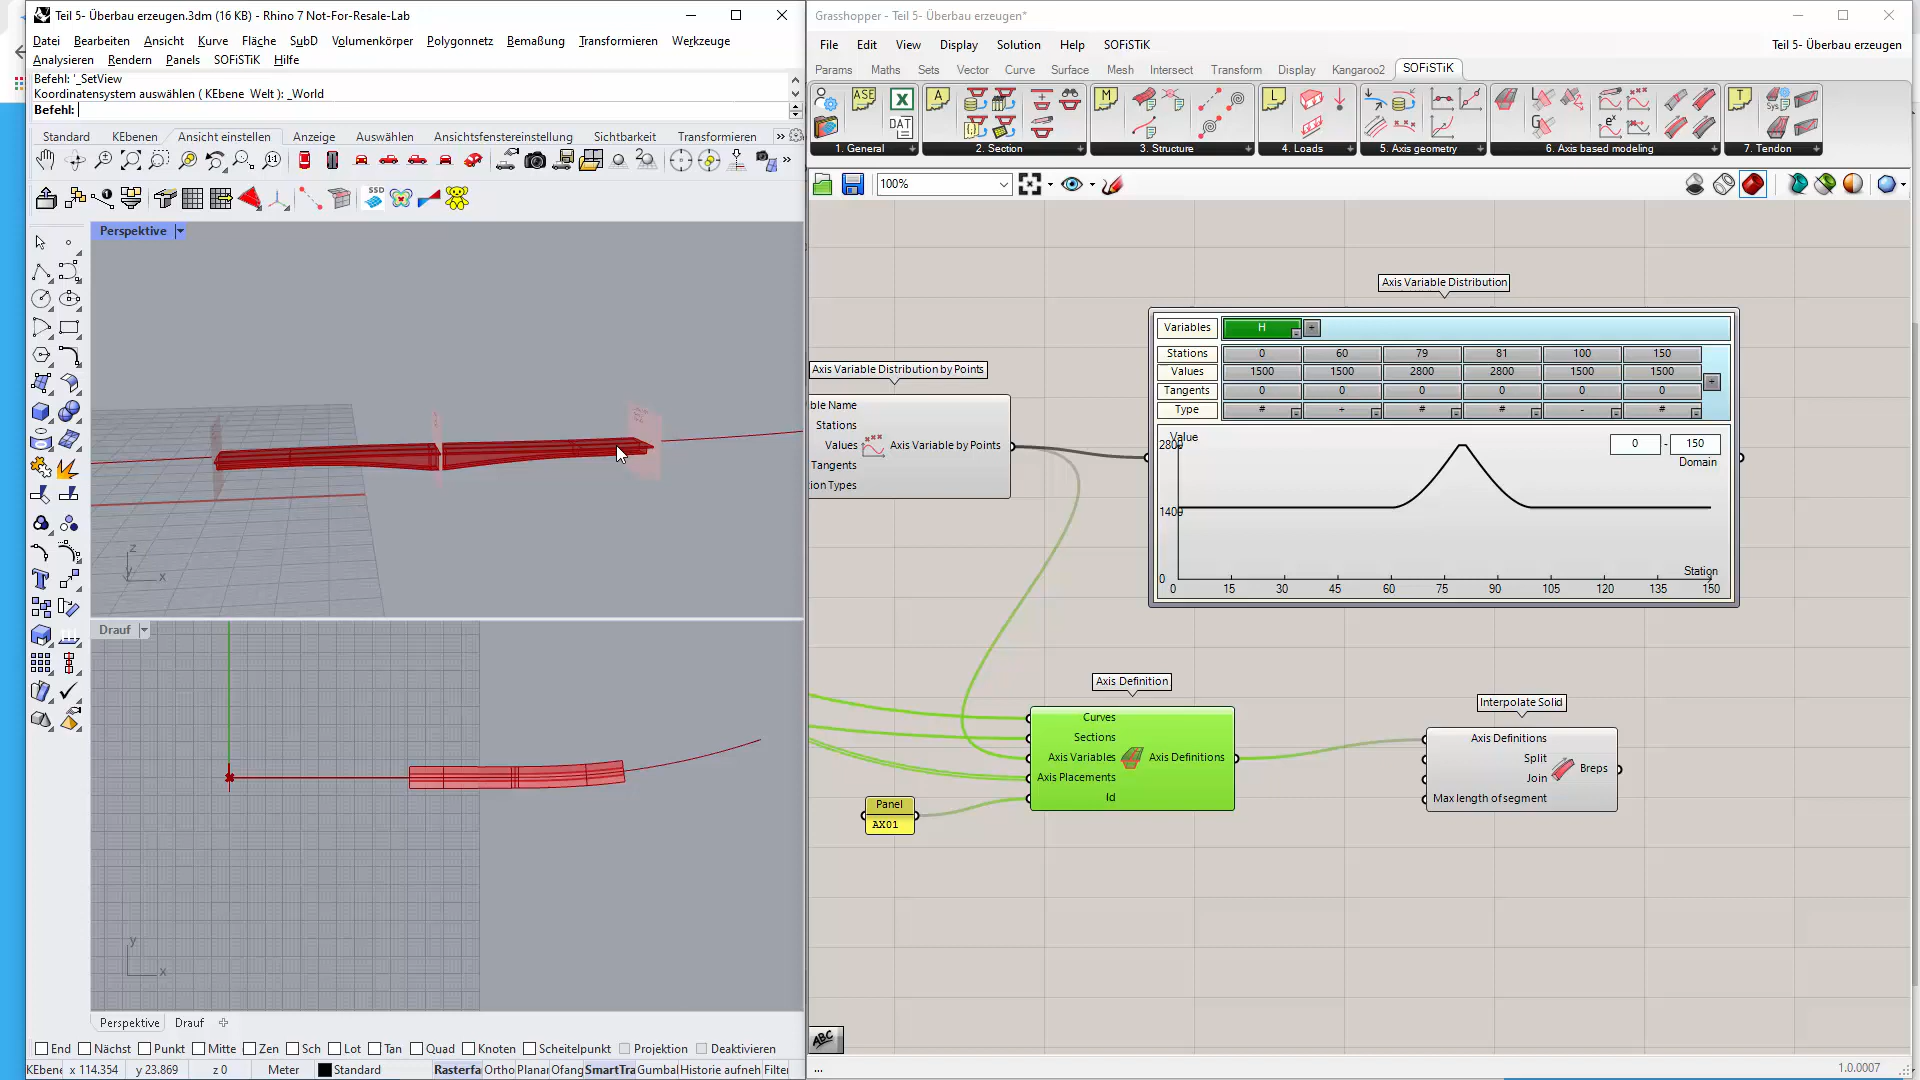 Teil 5- Überbau erzeugen.3dm (16 KB) - Rhino 7 Not-For-Resale-Lab
Datei Bearbeiten Ansicht Kurve Fläche SubD Volumenkörper Polygonnetz Bemaßung Transformieren Werkzeuge
Analysieren Rendern Panels SOFiSTiK Hilfe
Befehl: '_SetView
Koordinatensystem auswählen ( KEbene Welt ): _World
Befehl:
Standard KEbenen Ansicht einstellen Anzeige Auswählen Ansichtsfenstereinstellung Sichtbarkeit Transformieren »
SSD
Perspektive
z
x
y
Drauf
y
x
Perspektive Drauf
End Nächst Punkt Mitte Zen Sch Lot Tan Quad Knoten Scheitelpunkt Projektion Deaktivieren
KEbene x 114.354 y 23.869 z 0 Meter Standard Rasterfa Ortho Planar Ofang SmartTra Gumbal Historie aufneh Filter
Grasshopper - Teil 5- Überbau erzeugen*
File Edit View Display Solution Help SOFiSTiK Teil 5- Überbau erzeugen
Params Maths Sets Vector Curve Surface Mesh Intersect Transform Display Kangaroo2 SOFiSTiK
ASE DAT A M L T
1. General 2. Section 3. Structure 4. Loads 5. Axis geometry 6. Axis based modeling 7. Tendon
100%
Axis Variable Distribution
Variables H +
Stations 0 60 79 81 100 150
Values 1500 1500 2800 2800 1500 1500
Tangents 0 0 0 0 0 0
Type # + # # - #
Value
2800
1400
0
0 - 150
Domain
Station
0 15 30 45 60 75 90 105 120 135 150
Axis Variable Distribution by Points
ble Name
Stations
Values
Tangents
ion Types
Axis Variable by Points
Axis Definition
Curves
Sections
Axis Variables
Axis Placements
Id
Axis Definitions
Panel
AX01
Interpolate Solid
Axis Definitions
Split
Join
Max length of segment
Breps
ABC
...
1.0.0007